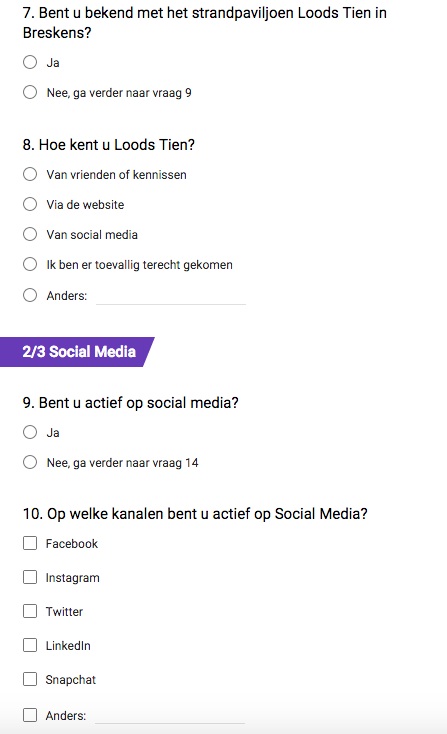 7. Bent u bekend met het strandpaviljoen Loods Tien in
Breskens?
Ja
Nee, ga verder naar vraag 9
8. Hoe kent u Loods Tien?
Van vrienden of kennissen
Via de website
Van social media
Ik ben er toevallig terecht gekomen
Anders:
2/3 Social Media
9. Bent u actief op social media?
Ja
Nee, ga verder naar vraag 14
10. Op welke kanalen bent u actief op Social Media?
Facebook
Instagram
Twitter
LinkedIn
Snapchat
Anders: